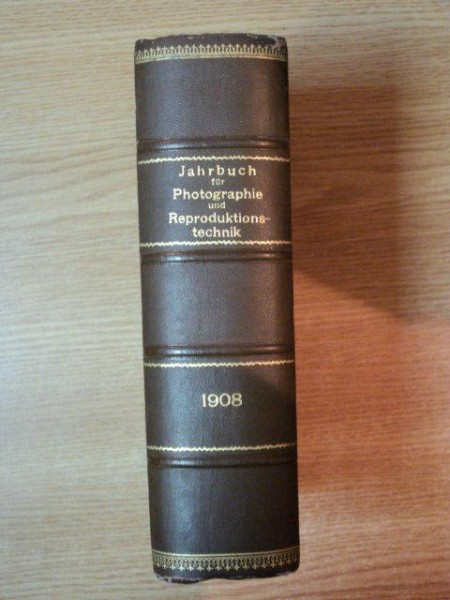 Jahrbuch
für
Photographie
und
Reproduktions-
technik
1908